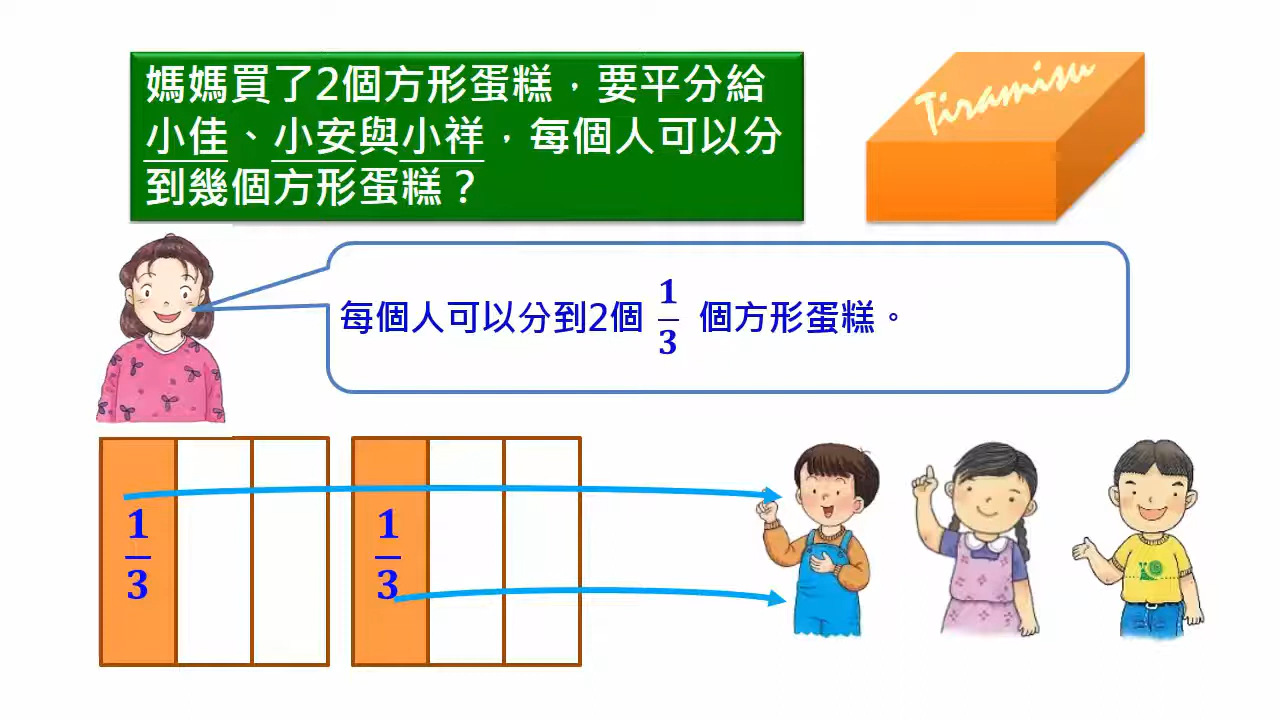 媽媽買了2個方形蛋糕，要平分給
小佳、小安與小祥，每個人可以分
到幾個方形蛋糕？
Tiramisu
每個人可以分到2個 1/3 個方形蛋糕。
1/3
1/3